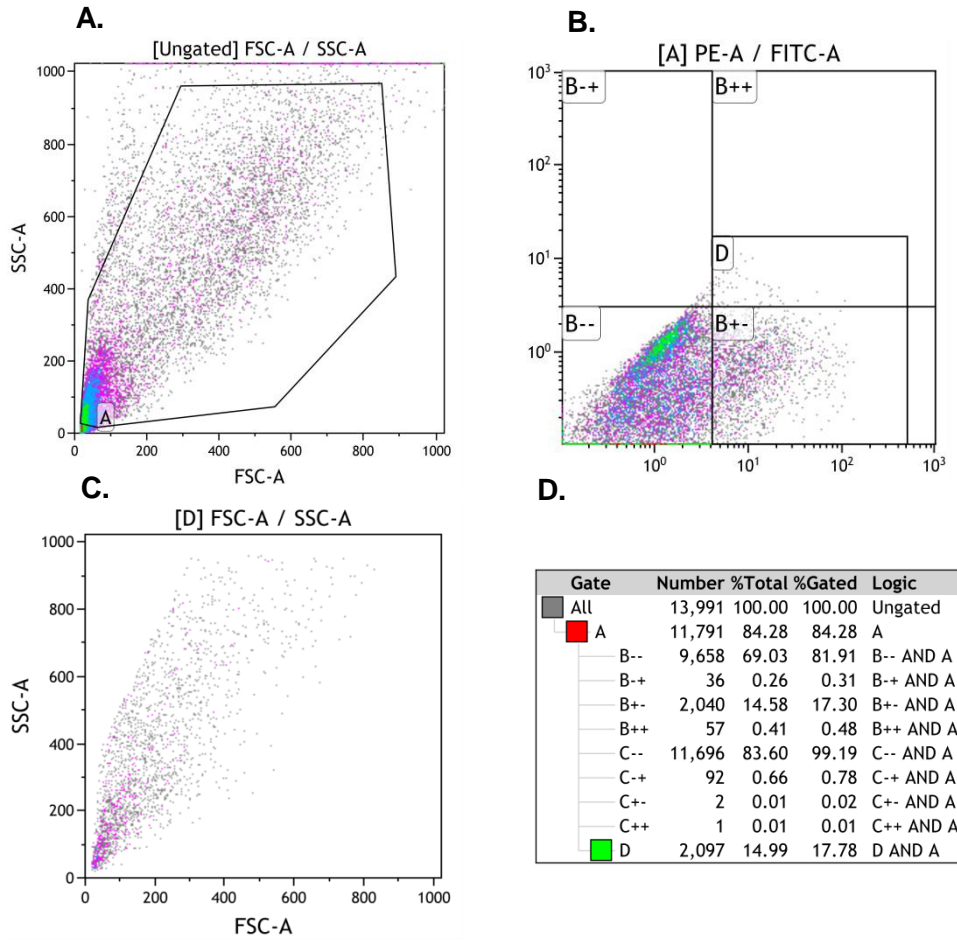 A.
[Ungated] FSC-A / SSC-A
1000
800
600
400
200
0
SSC-A
A
0 200 400 600 800 1000
FSC-A
B.
[A] PE-A / FITC-A
10³
10²
10¹
10⁰
B-+
B++
D
B--
B+-
10⁰ 10¹ 10² 10³
C.
[D] FSC-A / SSC-A
1000
800
600
400
200
0
SSC-A
0 200 400 600 800 1000
FSC-A
D.
Gate Number %Total %Gated Logic
All 13,991 100.00 100.00 Ungated
A 11,791 84.28 84.28 A
B-- 9,658 69.03 81.91 B-- AND A
B-+ 36 0.26 0.31 B-+ AND A
B+- 2,040 14.58 17.30 B+- AND A
B++ 57 0.41 0.48 B++ AND A
C-- 11,696 83.60 99.19 C-- AND A
C-+ 92 0.66 0.78 C-+ AND A
C+- 2 0.01 0.02 C+- AND A
C++ 1 0.01 0.01 C++ AND A
D 2,097 14.99 17.78 D AND A